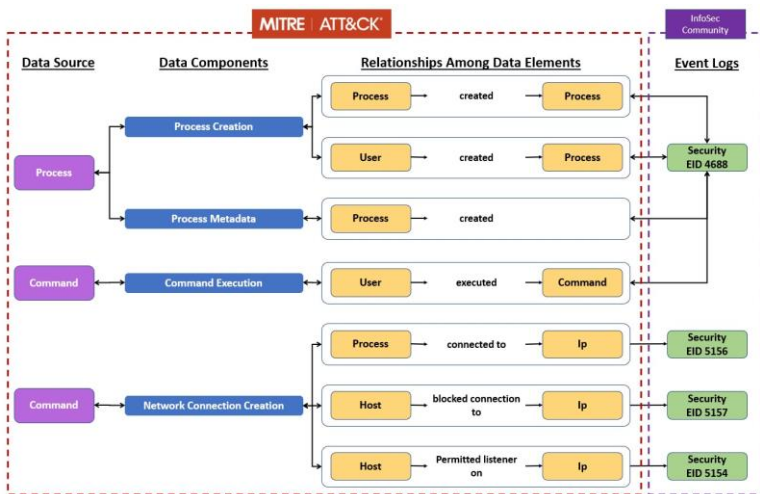 MITRE | ATT&CK®
InfoSec
Community
Data Source
Data Components
Relationships Among Data Elements
Event Logs
Process
Process Creation
Process created Process
User created Process
Security
EID 4688
Process Metadata
Process created
Command
Command Execution
User executed Command
Command
Network Connection Creation
Process connected to Ip
Security
EID 5156
Host blocked connection
to Ip
Security
EID 5157
Host Permitted listener
on Ip
Security
EID 5154